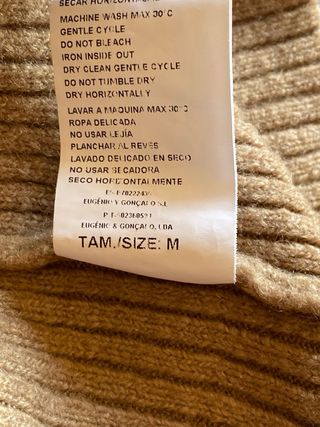 SECAR HORIZONTALMENTE
MACHINE WASH MAX 30°C
GENTLE CYCLE
DO NOT BLEACH
IRON INSIDE OUT
DRY CLEAN GENTLE CYCLE
DO NOT TUMBLE DRY
DRY HORIZONTALLY
LAVAR A MAQUINA MAX 30°C
ROPA DELICADA
NO USAR LEJÍA
PLANCHAR AL REVÉS
LAVADO DELICADO EN SECO
NO USAR SECADORA
SECO HORIZONTALMENTE
EUGÉNIO Y GONÇALO S.L
EUGÉNIO & GONÇALO, LDA
TAM./SIZE: M